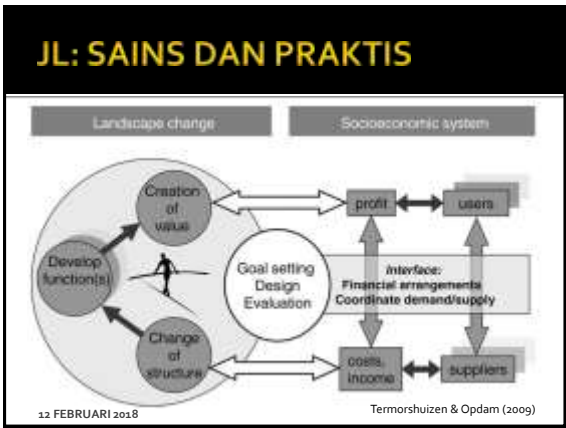 JL: SAINS DAN PRAKTIS
Landscape change
Socioeconomic system
Creation
of
value
profit
users
Develop
function(s)
Goal setting
Design
Evaluation
Interface:
Financial arrangements
Coordinate demand/supply
Change
of
structure
costs,
income
suppliers
12 FEBRUARI 2018
Termorshuizen & Opdam (2009)